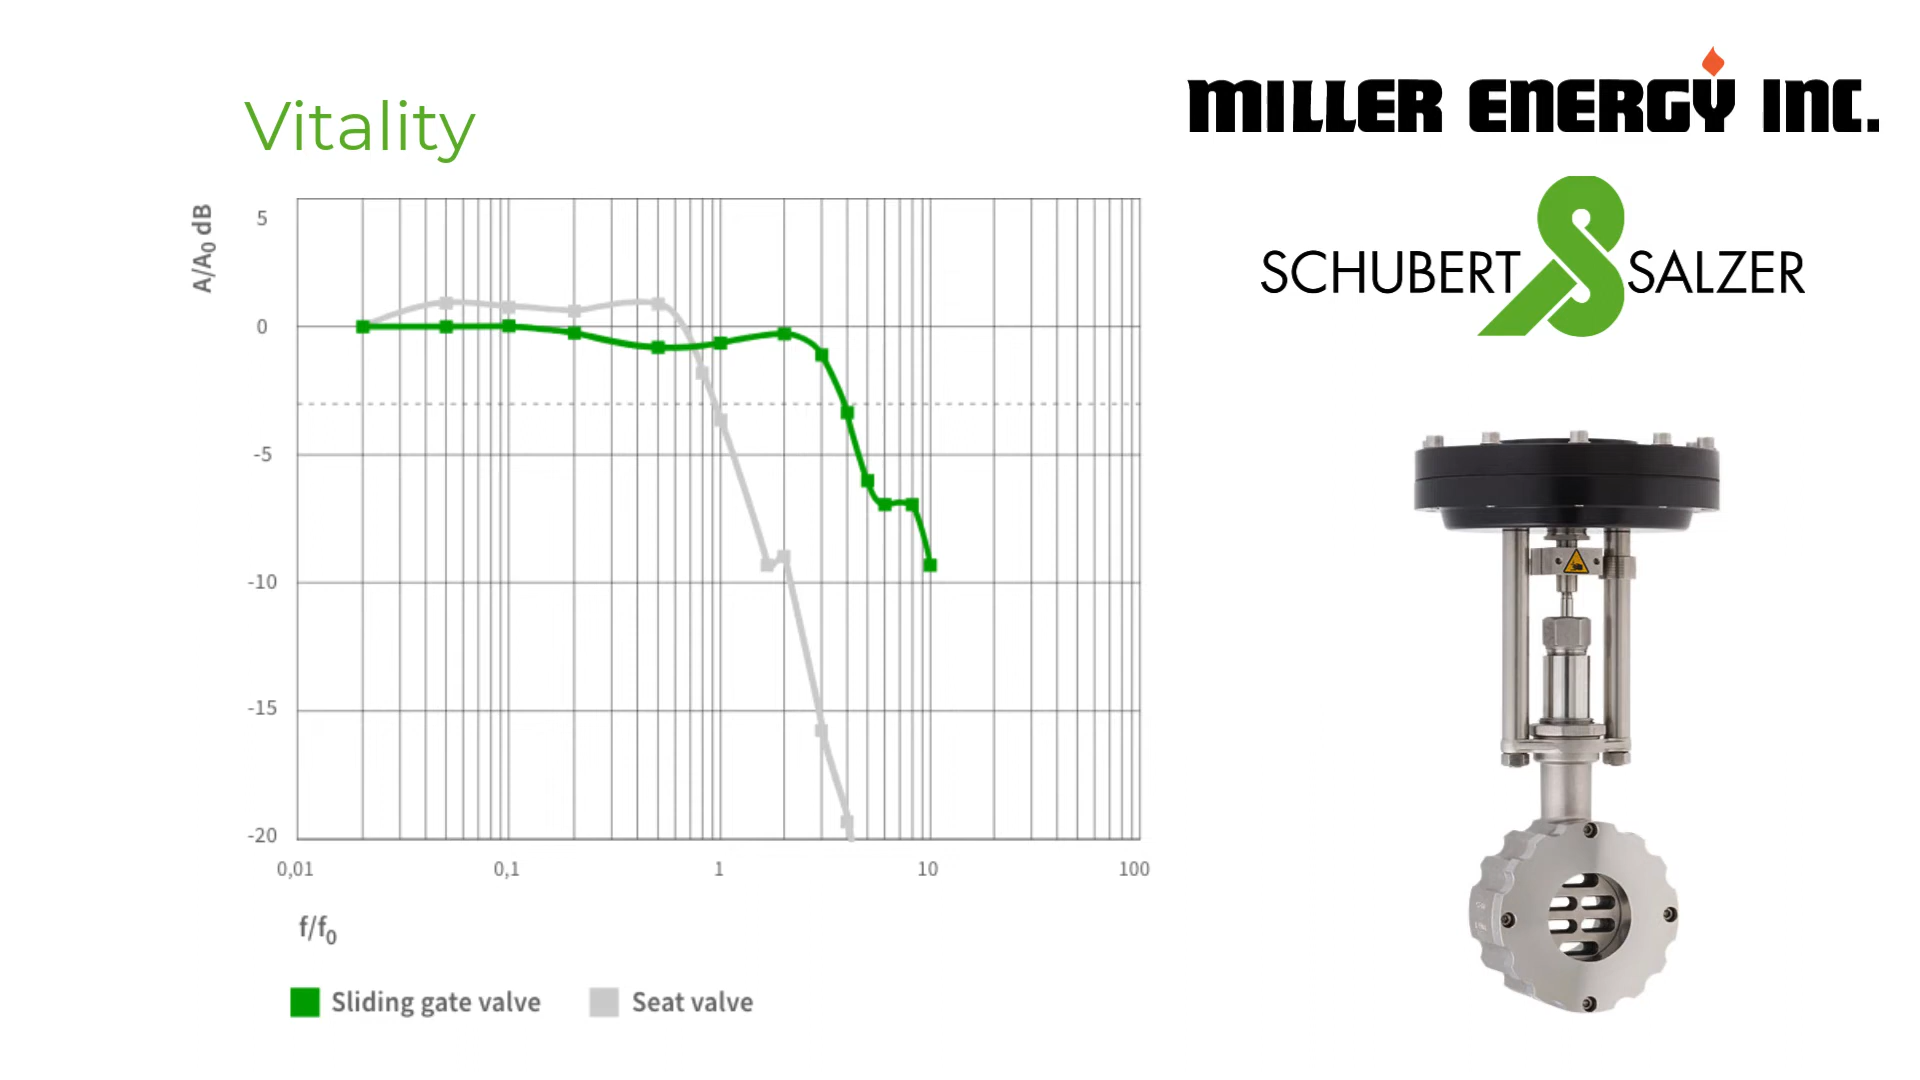 MILLER ENERGY INC.
Vitality
SCHUBERT SALZER
A/A₀ dB
5
0
-5
-10
-15
-20
0,01 0,1 1 10 100
f/f₀
Sliding gate valve Seat valve